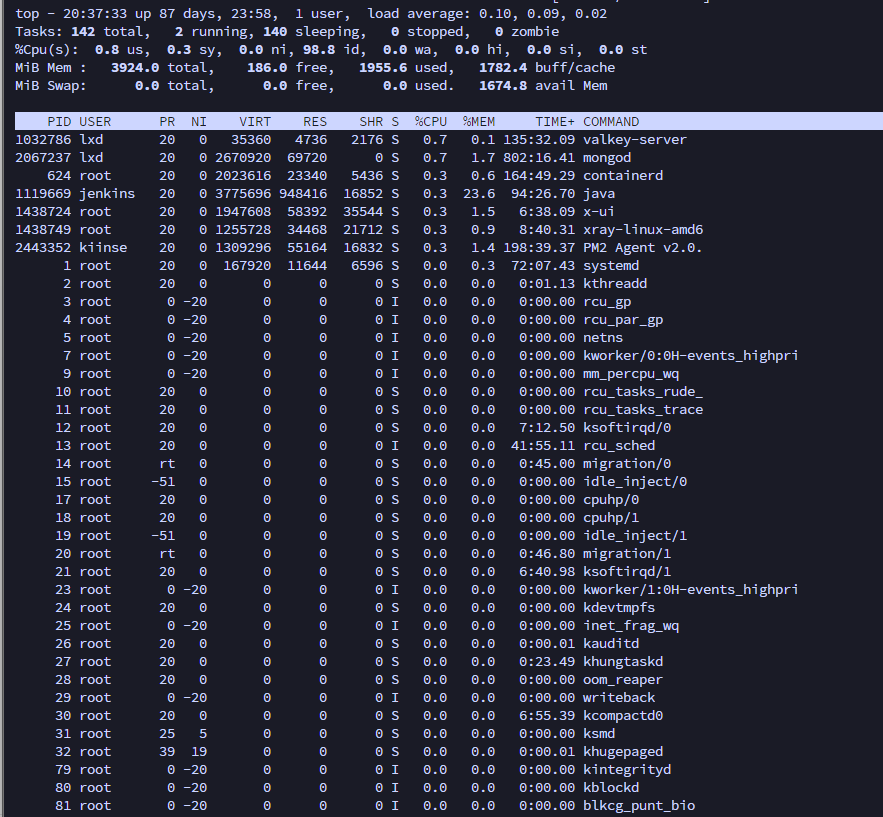 top - 20:37:33 up 87 days, 23:58,  1 user,  load average: 0.10, 0.09, 0.02
Tasks: 142 total,   2 running, 140 sleeping,   0 stopped,   0 zombie
%Cpu(s):  0.8 us,  0.3 sy,  0.0 ni, 98.8 id,  0.0 wa,  0.0 hi,  0.0 si,  0.0 st
MiB Mem :   3924.0 total,    186.0 free,   1955.6 used,   1782.4 buff/cache
MiB Swap:      0.0 total,      0.0 free,      0.0 used.   1674.8 avail Mem
PID USER      PR  NI    VIRT    RES    SHR S  %CPU  %MEM     TIME+ COMMAND
1032786 lxd       20   0   35360   4736   2176 S   0.7   0.1 135:32.09 valkey-server
2067237 lxd       20   0 2670920  69720      0 S   0.7   1.7 802:16.41 mongod
624 root      20   0 2023616  23340   5436 S   0.3   0.6 164:49.29 containerd
1119669 jenkins   20   0 3775696 948416  16852 S   0.3  23.6  94:26.70 java
1438724 root      20   0 1947608  58392  35544 S   0.3   1.5   6:38.09 x-ui
1438749 root      20   0 1255728  34468  21712 S   0.3   0.9   8:40.31 xray-linux-amd6
2443352 kiinse    20   0 1309296  55164  16832 S   0.3   1.4 198:39.37 PM2 Agent v2.0.
1 root      20   0  167920  11644   6596 S   0.0   0.3  72:07.43 systemd
2 root      20   0       0      0      0 S   0.0   0.0   0:01.13 kthreadd
3 root       0 -20       0      0      0 I   0.0   0.0   0:00.00 rcu_gp
4 root       0 -20       0      0      0 I   0.0   0.0   0:00.00 rcu_par_gp
5 root       0 -20       0      0      0 I   0.0   0.0   0:00.00 netns
7 root       0 -20       0      0      0 I   0.0   0.0   0:00.00 kworker/0:0H-events_highpri
9 root       0 -20       0      0      0 I   0.0   0.0   0:00.00 mm_percpu_wq
10 root      20   0       0      0      0 S   0.0   0.0   0:00.00 rcu_tasks_rude_
11 root      20   0       0      0      0 S   0.0   0.0   0:00.00 rcu_tasks_trace
12 root      20   0       0      0      0 S   0.0   0.0   7:12.50 ksoftirqd/0
13 root      20   0       0      0      0 I   0.0   0.0  41:55.11 rcu_sched
14 root      rt   0       0      0      0 S   0.0   0.0   0:45.00 migration/0
15 root     -51   0       0      0      0 S   0.0   0.0   0:00.00 idle_inject/0
17 root      20   0       0      0      0 S   0.0   0.0   0:00.00 cpuhp/0
18 root      20   0       0      0      0 S   0.0   0.0   0:00.00 cpuhp/1
19 root     -51   0       0      0      0 S   0.0   0.0   0:00.00 idle_inject/1
20 root      rt   0       0      0      0 S   0.0   0.0   0:46.80 migration/1
21 root      20   0       0      0      0 S   0.0   0.0   6:40.98 ksoftirqd/1
23 root       0 -20       0      0      0 I   0.0   0.0   0:00.00 kworker/1:0H-events_highpri
24 root      20   0       0      0      0 S   0.0   0.0   0:00.00 kdevtmpfs
25 root       0 -20       0      0      0 I   0.0   0.0   0:00.00 inet_frag_wq
26 root      20   0       0      0      0 S   0.0   0.0   0:00.01 kauditd
27 root      20   0       0      0      0 S   0.0   0.0   0:23.49 khungtaskd
28 root      20   0       0      0      0 S   0.0   0.0   0:00.00 oom_reaper
29 root       0 -20       0      0      0 I   0.0   0.0   0:00.00 writeback
30 root      20   0       0      0      0 S   0.0   0.0   6:55.39 kcompactd0
31 root      25   5       0      0      0 S   0.0   0.0   0:00.00 ksmd
32 root      39  19       0      0      0 S   0.0   0.0   0:00.01 khugepaged
79 root       0 -20       0      0      0 I   0.0   0.0   0:00.00 kintegrityd
80 root       0 -20       0      0      0 I   0.0   0.0   0:00.00 kblockd
81 root       0 -20       0      0      0 I   0.0   0.0   0:00.00 blkcg_punt_bio